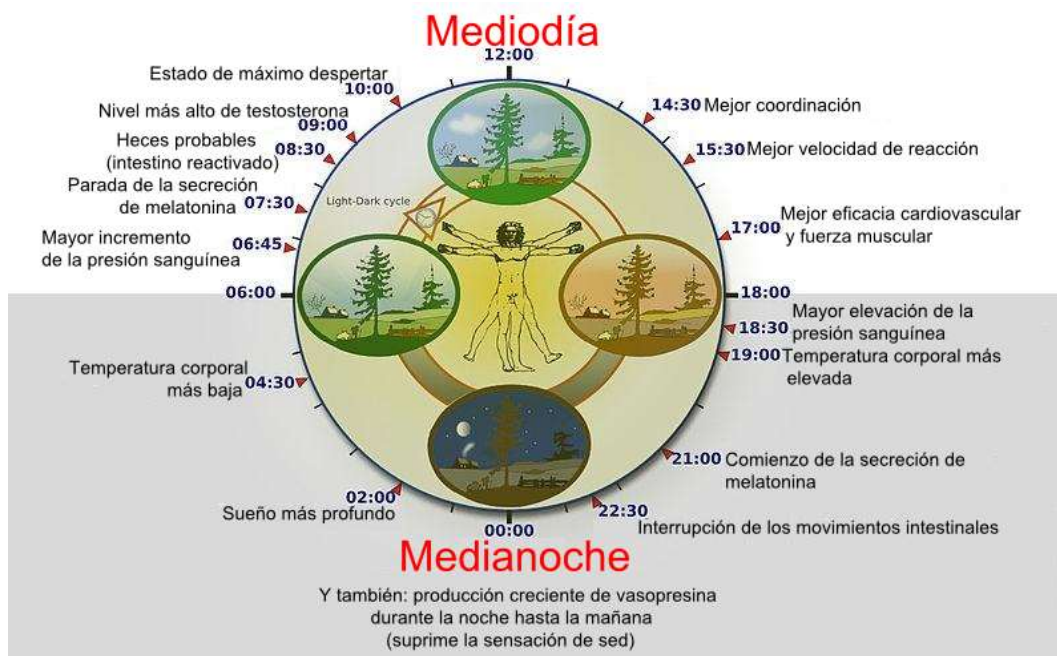 Mediodía
12:00
Estado de máximo despertar
10:00
Nivel más alto de testosterona
09:00
Heces probables
(intestino reactivado)
08:30
Parada de la secreción
de melatonina
07:30
Mayor incremento
de la presión sanguínea
06:45
06:00
Temperatura corporal
más baja
04:30
02:00
Sueño más profundo
Light-Dark cycle
14:30 Mejor coordinación
15:30 Mejor velocidad de reacción
Mejor eficacia cardiovascular
y fuerza muscular
17:00
18:00
Mayor elevación de la
presión sanguínea
18:30
19:00 Temperatura corporal más
elevada
21:00 Comienzo de la secreción de
melatonina
22:30
Interrupción de los movimientos intestinales
00:00
Medianoche
Y también: producción creciente de vasopresina
durante la noche hasta la mañana
(suprime la sensación de sed)